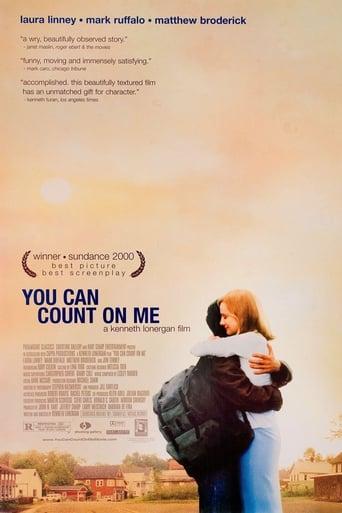 laura linney • mark ruffalo • matthew broderick
"a wry, beautifully observed story."
- janet maslin, roger ebert & the movies
"funny, moving and immensely satisfying."
- mark caro, chicago tribune
"accomplished. this beautifully textured film
has an unmatched gift for character."
- kenneth turan, los angeles times
winner • sundance 2000
best picture
best screenplay
YOU CAN
COUNT ON ME
a kenneth lonergan film
R
www.YouCanCountOnMeMovie.com